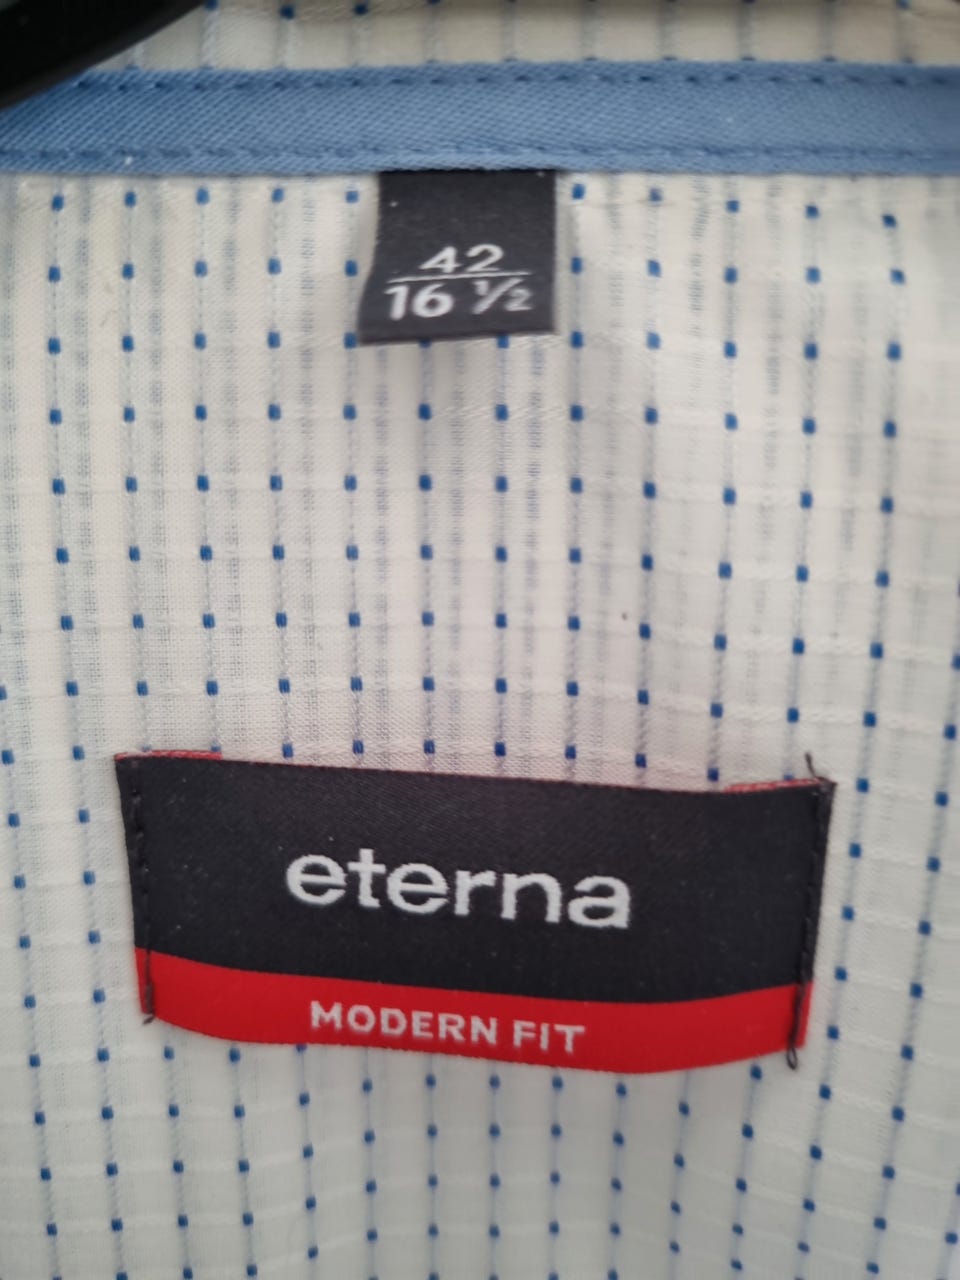 42
16 ½
eterna
MODERN FIT